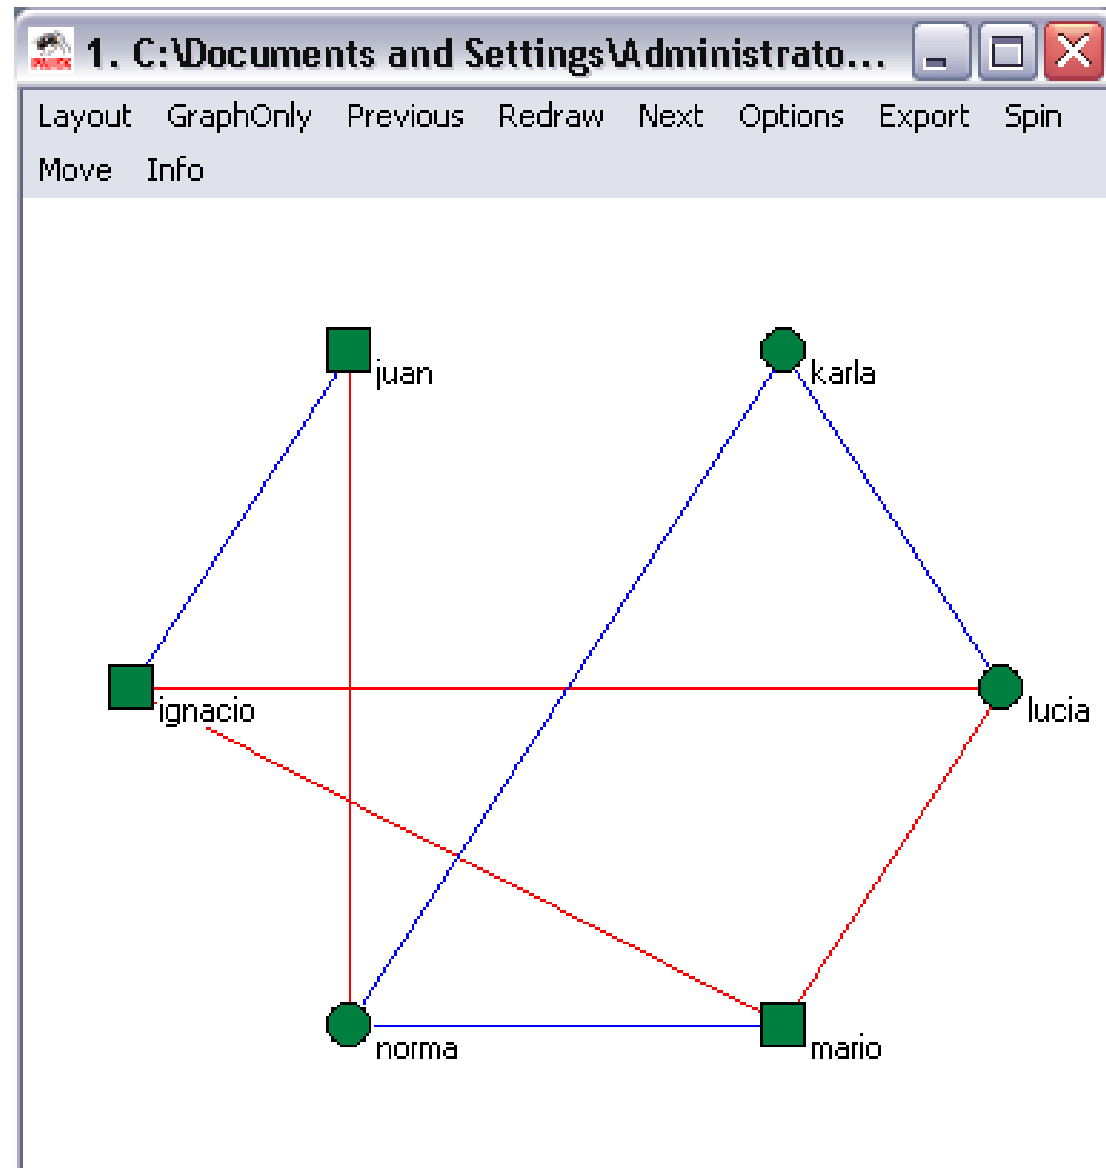 1. C:\Documents and Settings\Administrato...
Layout GraphOnly Previous Redraw Next Options Export Spin
Move Info
juan
karla
ignacio
lucia
norma
mario